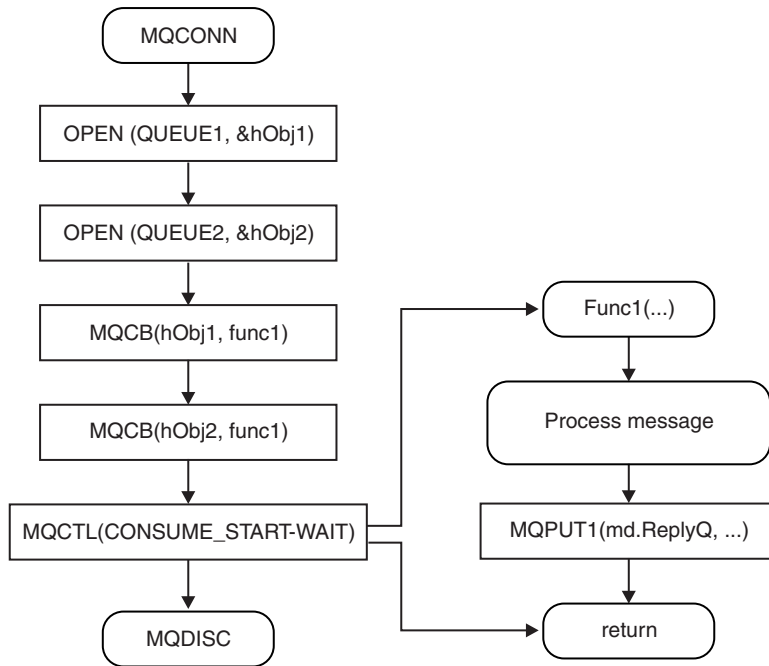 MQCONN
OPEN (QUEUE1, &hObj1)
OPEN (QUEUE2, &hObj2)
MQCB(hObj1, func1)
MQCB(hObj2, func1)
MQCTL(CONSUME_START-WAIT)
MQDISC
Func1(...)
Process message
MQPUT1(md.ReplyQ, ...)
return